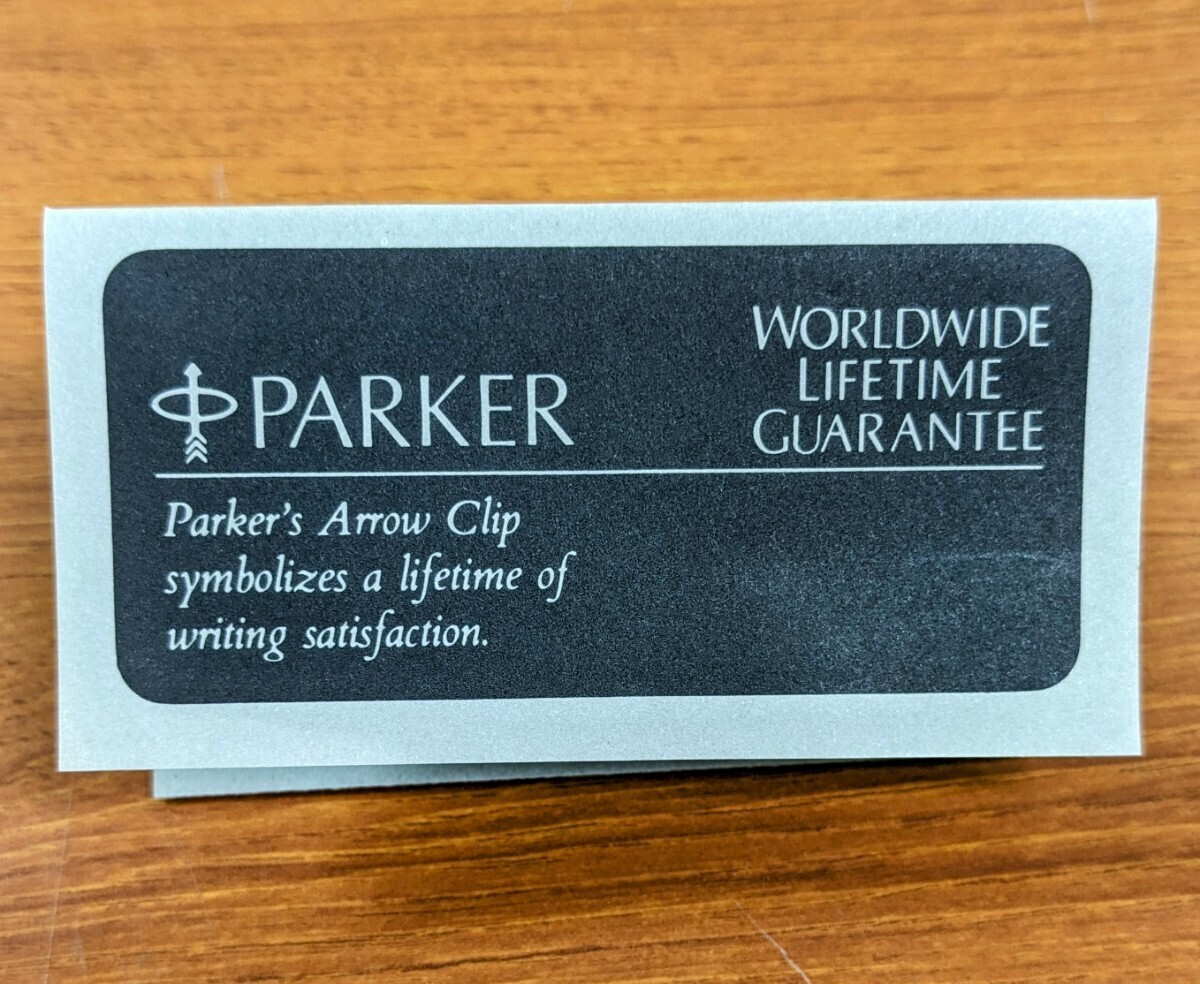 PARKER
WORLDWIDE
LIFETIME
GUARANTEE
Parker's Arrow Clip
symbolizes a lifetime of
writing satisfaction.